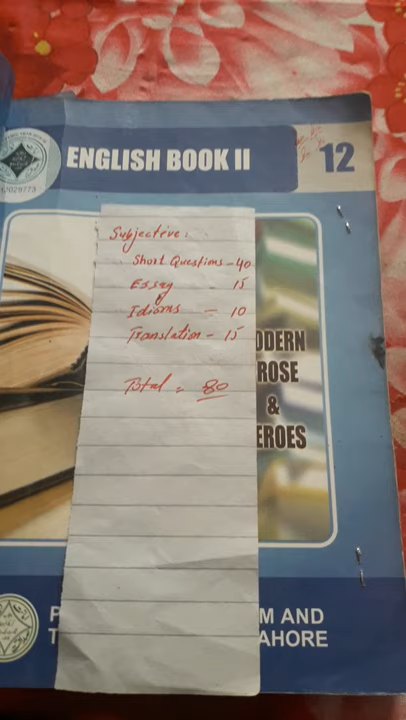 ENGLISH BOOK II
12
Subjective:
Short Questions - 40
Essay - 15
Idioms - 10
Translation - 15
Total = 80
ODERN
ROSE
&
EROES
M AND
AHORE